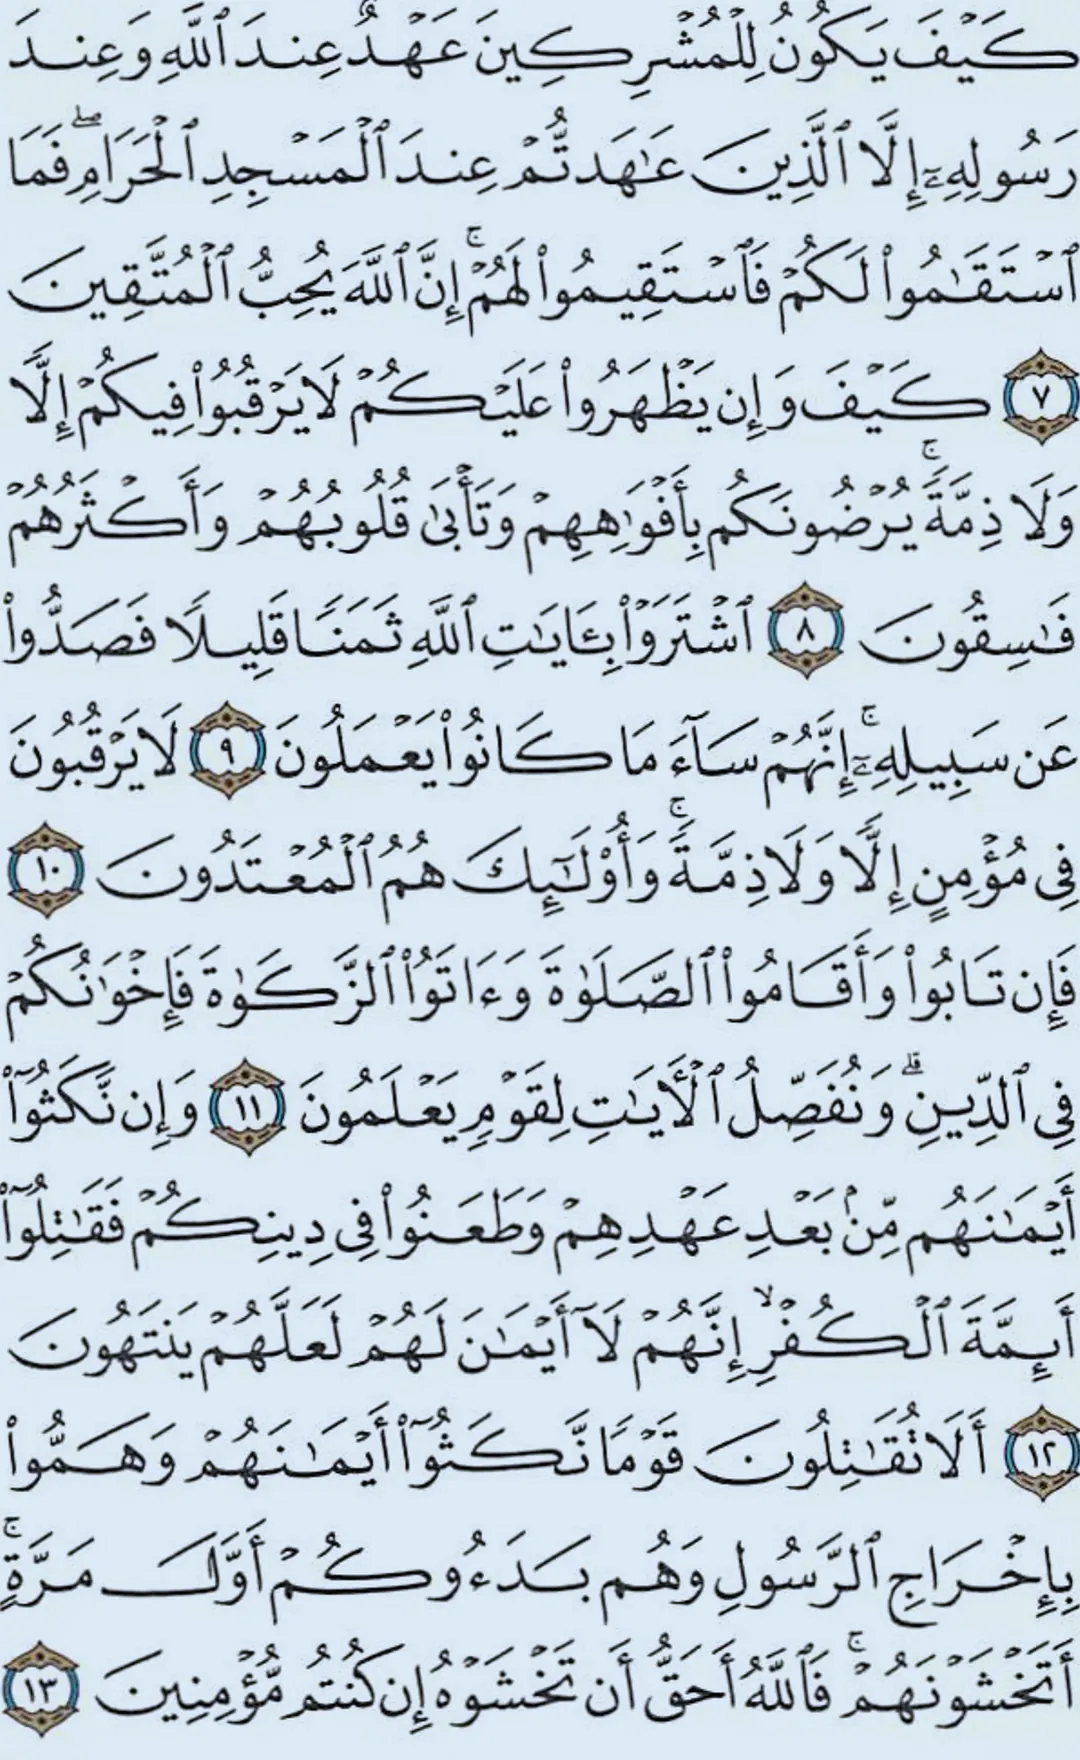 كَيْفَ يَكُونُ لِلْمُشْرِكِينَ عَهْدٌ عِندَ ٱللَّهِ وَعِندَ
رَسُولِهِۦٓ إِلَّا ٱلَّذِينَ عَـٰهَدتُّمْ عِندَ ٱلْمَسْجِدِ ٱلْحَرَامِ ۖ فَمَا
ٱسْتَقَـٰمُوا۟ لَكُمْ فَٱسْتَقِيمُوا۟ لَهُمْ ۚ إِنَّ ٱللَّهَ يُحِبُّ ٱلْمُتَّقِينَ
٧ كَيْفَ وَإِن يَظْهَرُوا۟ عَلَيْكُمْ لَا يَرْقُبُوا۟ فِيكُمْ إِلًّا
وَلَا ذِمَّةً ۚ يُرْضُونَكُم بِأَفْوَٰهِهِمْ وَتَأْبَىٰ قُلُوبُهُمْ وَأَكْثَرُهُمْ
فَـٰسِقُونَ ٨ ٱشْتَرَوْا۟ بِـَٔايَـٰتِ ٱللَّهِ ثَمَنًا قَلِيلًا فَصَدُّوا۟
عَن سَبِيلِهِۦٓ ۚ إِنَّهُمْ سَآءَ مَا كَانُوا۟ يَعْمَلُونَ ٩ لَا يَرْقُبُونَ
فِى مُؤْمِنٍ إِلًّا وَلَا ذِمَّةً ۚ وَأُو۟لَـٰٓئِكَ هُمُ ٱلْمُعْتَدُونَ ١٠
فَإِن تَابُوا۟ وَأَقَامُوا۟ ٱلصَّلَوٰةَ وَءَاتَوُا۟ ٱلزَّكَوٰةَ فَإِخْوَٰنُكُمْ
فِى ٱلدِّينِ ۗ وَنُفَصِّلُ ٱلْـَٔايَـٰتِ لِقَوْمٍ يَعْلَمُونَ ١١ وَإِن نَّكَثُوٓا۟
أَيْمَـٰنَهُم مِّنۢ بَعْدِ عَهْدِهِمْ وَطَعَنُوا۟ فِى دِينِكُمْ فَقَـٰتِلُوٓا۟
أَئِمَّةَ ٱلْكُفْرِ ۙ إِنَّهُمْ لَآ أَيْمَـٰنَ لَهُمْ لَعَلَّهُمْ يَنتَهُونَ
١٢ أَلَا تُقَـٰتِلُونَ قَوْمًا نَّكَثُوٓا۟ أَيْمَـٰنَهُمْ وَهَمُّوا۟
بِإِخْرَاجِ ٱلرَّسُولِ وَهُم بَدَءُوكُمْ أَوَّلَ مَرَّةٍ ۚ
أَتَخْشَوْنَهُمْ ۚ فَٱللَّهُ أَحَقُّ أَن تَخْشَوْهُ إِن كُنتُم مُّؤْمِنِينَ ١٣